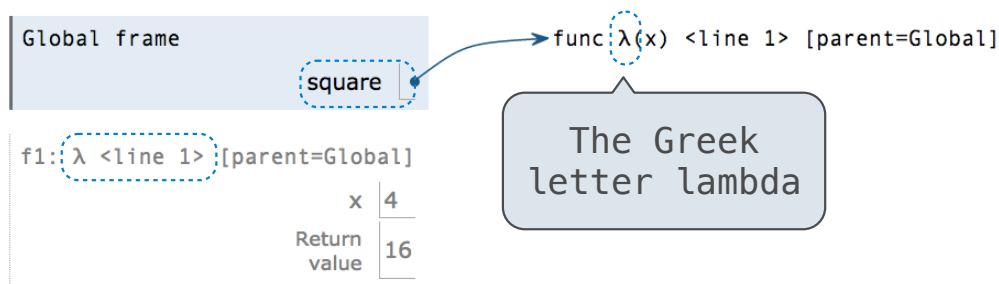 Global frame
square
func λ(x) <line 1> [parent=Global]
The Greek
letter lambda
f1: λ <line 1> [parent=Global]
x 4
Return
value 16